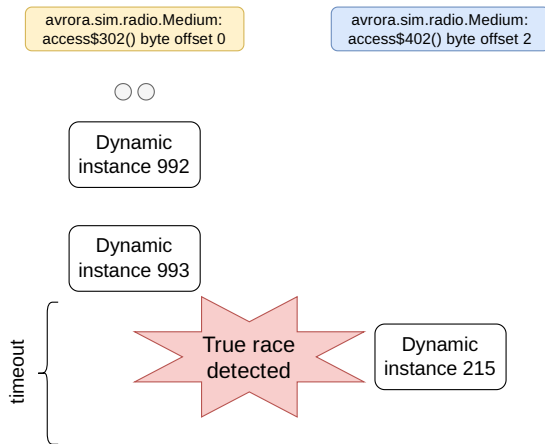 avrora.sim.radio.Medium:
access$302() byte offset 0
avrora.sim.radio.Medium:
access$402() byte offset 2
Dynamic
instance 992
Dynamic
instance 993
timeout
True race
detected
Dynamic
instance 215